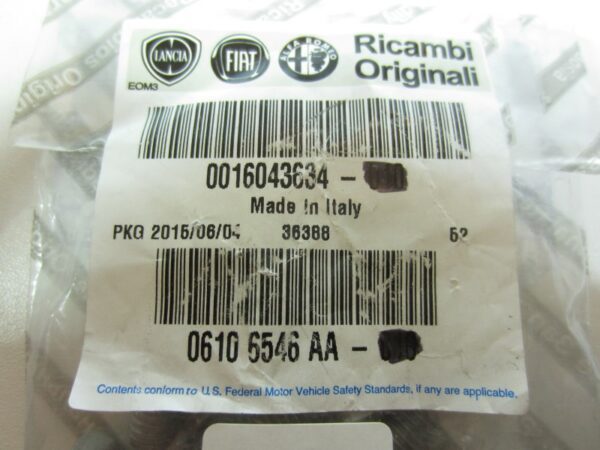 LANCIA FIAT ALFA ROMEO Ricambi
Originali
EOM3
0016043634 -
Made In Italy
PKG 2015/06/04 36388 52
0610 6546 AA -
Contents conform to U.S. Federal Motor Vehicle Safety Standards, if any are applicable.